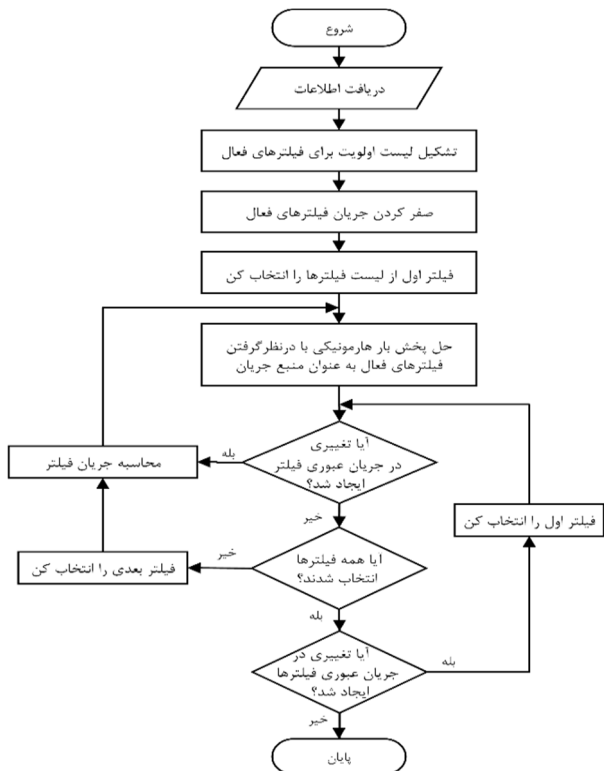 شروع
دریافت اطلاعات
تشکیل لیست اولویت برای فیلترهای فعال
صفر کردن جریان فیلترهای فعال
فیلتر اول از لیست فیلترها را انتخاب کن
حل پخش بار هارمونیکی با درنظرگرفتن
فیلترهای فعال به عنوان منبع جریان
آیا تغییری
در جریان عبوری فیلتر
ایجاد شد؟
بله
محاسبه جریان فیلتر
خیر
فیلتر اول را انتخاب کن
ایا همه فیلترها
انتخاب شدند؟
خیر
فیلتر بعدی را انتخاب کن
بله
آیا تغییری در
جریان عبوری فیلترها
ایجاد شد؟
بله
خیر
پایان